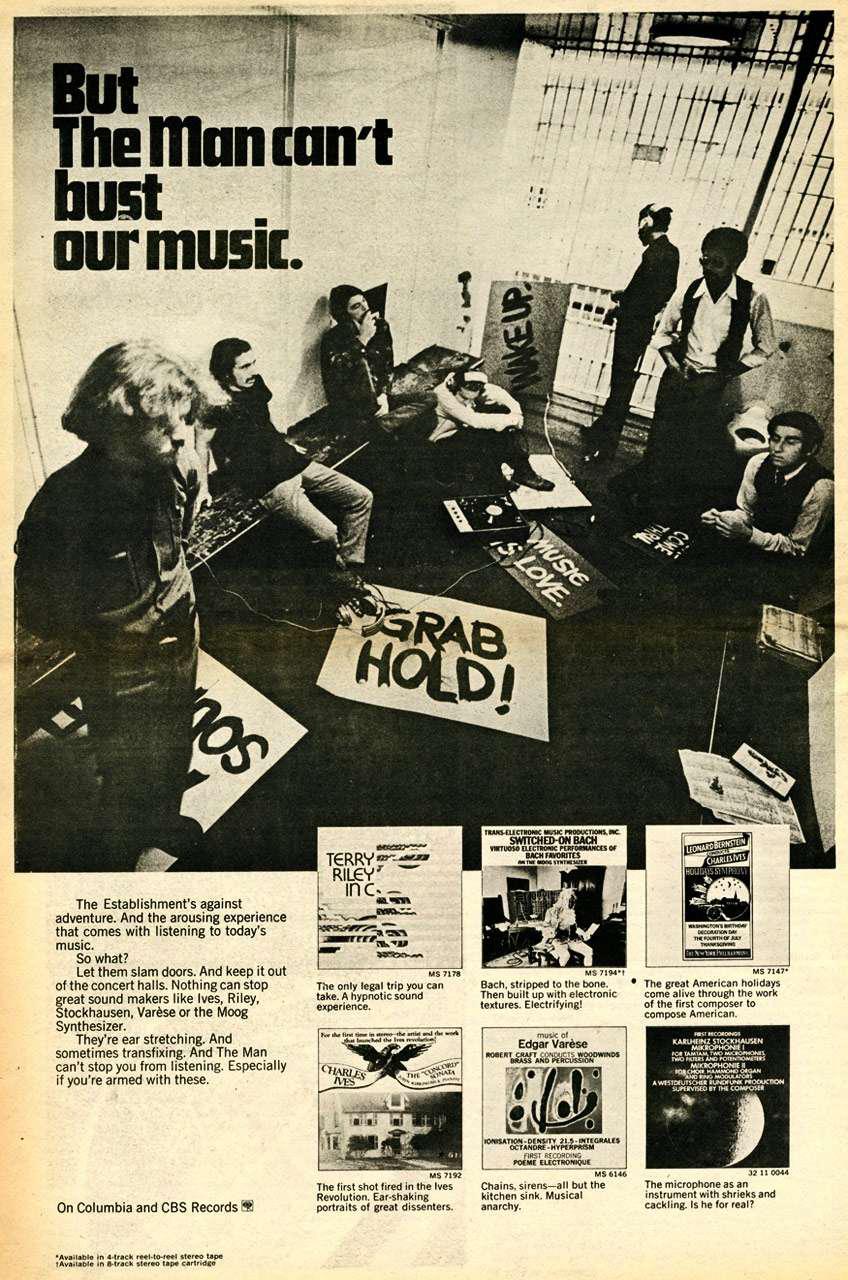 But
The Man can't
bust
our music.
WAKE UP.
MUSIC
IS LOVE.
GRAB
HOLD!
The Establishment's against
adventure. And the arousing experience
that comes with listening to today's
music.
So what?
Let them slam doors. And keep it out
of the concert halls. Nothing can stop
great sound makers like Ives, Riley,
Stockhausen, Varèse or the Moog
Synthesizer.
They're ear stretching. And
sometimes transfixing. And The Man
can't stop you from listening. Especially
if you're armed with these.
On Columbia and CBS Records
*Available in 4-track reel-to-reel stereo tape
†Available in 8-track stereo tape cartridge
TERRY
RILEY
IN C
MS 7178
The only legal trip you can
take. A hypnotic sound
experience.
TRANS-ELECTRONIC MUSIC PRODUCTIONS, INC.
SWITCHED-ON BACH
VIRTUOSO ELECTRONIC PERFORMANCES OF
BACH FAVORITES
ON THE MOOG SYNTHESIZER
MS 7194*†
Bach, stripped to the bone.
Then built up with electronic
textures. Electrifying!
LEONARD BERNSTEIN
CONDUCTS
CHARLES IVES
HOLIDAYS SYMPHONY
WASHINGTON'S BIRTHDAY
DECORATION DAY
THE FOURTH OF JULY
THANKSGIVING
THE NEW YORK PHILHARMONIC
MS 7147*
The great American holidays
come alive through the work
of the first composer to
compose American.
For the first time in stereo—the artist and the work
that launched the Ives revolution!
CHARLES
IVES
THE "CONCORD"
SONATA
JOHN KIRKPATRICK, PIANIST
MS 7192
The first shot fired in the Ives
Revolution. Ear-shaking
portraits of great dissenters.
music of
Edgar Varèse
ROBERT CRAFT CONDUCTS WOODWINDS
BRASS AND PERCUSSION
IONISATION-DENSITY 21.5-INTEGRALES
OCTANDRE-HYPERPRISM
FIRST RECORDING
POEME ELECTRONIQUE
MS 6146
Chains, sirens—all but the
kitchen sink. Musical
anarchy.
FIRST RECORDINGS
KARLHEINZ STOCKHAUSEN
MIKROPHONIE I
FOR TAMTAM, TWO MICROPHONES,
TWO FILTERS AND POTENTIOMETERS
MIKROPHONIE II
FOR CHOIR, HAMMOND ORGAN
AND RING MODULATORS
A WESTDEUTSCHER RUNDFUNK PRODUCTION
SUPERVISED BY THE COMPOSER
32 11 0044
The microphone as an
instrument with shrieks and
cackling. Is he for real?